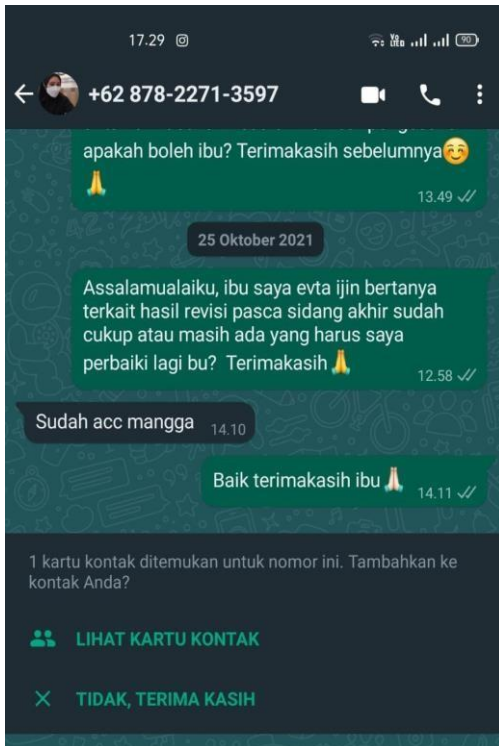 17.29
90
+62 878-2271-3597
apakah boleh ibu? Terimakasih sebelumnya😊
🙏
13.49
25 Oktober 2021
Assalamualaiku, ibu saya evta ijin bertanya
terkait hasil revisi pasca sidang akhir sudah
cukup atau masih ada yang harus saya
perbaiki lagi bu? Terimakasih🙏
12.58
Sudah acc mangga 14.10
Baik terimakasih ibu🙏🏻 14.11
1 kartu kontak ditemukan untuk nomor ini. Tambahkan ke
kontak Anda?
LIHAT KARTU KONTAK
TIDAK, TERIMA KASIH